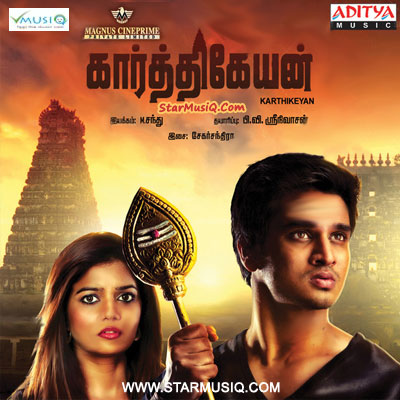 MUSIQ
MAGNUS CINEPRIME
PRIVATE LIMITED
ADITYA
MUSIC
கார்த்திகேயன்
StarMusiQ.Com
KARTHIKEYAN
இயக்கம்: M.சந்து தயாரிப்பு: பி.வி. ஸ்ரீனிவாசன்
இசை: சேகர்சந்திரா
WWW.STARMUSIQ.COM